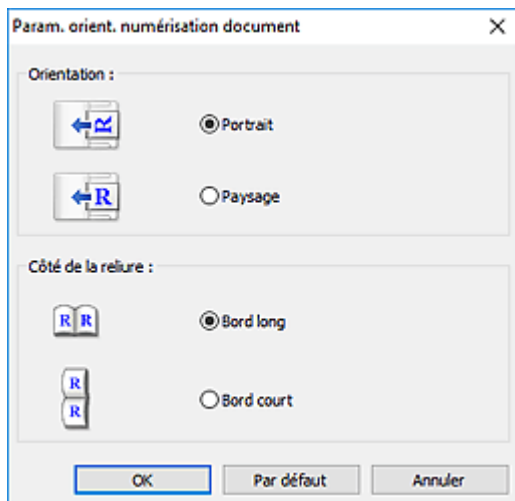 Param. orient. numérisation document
Orientation :
R
Portrait
R
Paysage
Côté de la reliure :
R R
Bord long
R
R
Bord court
OK Par défaut Annuler